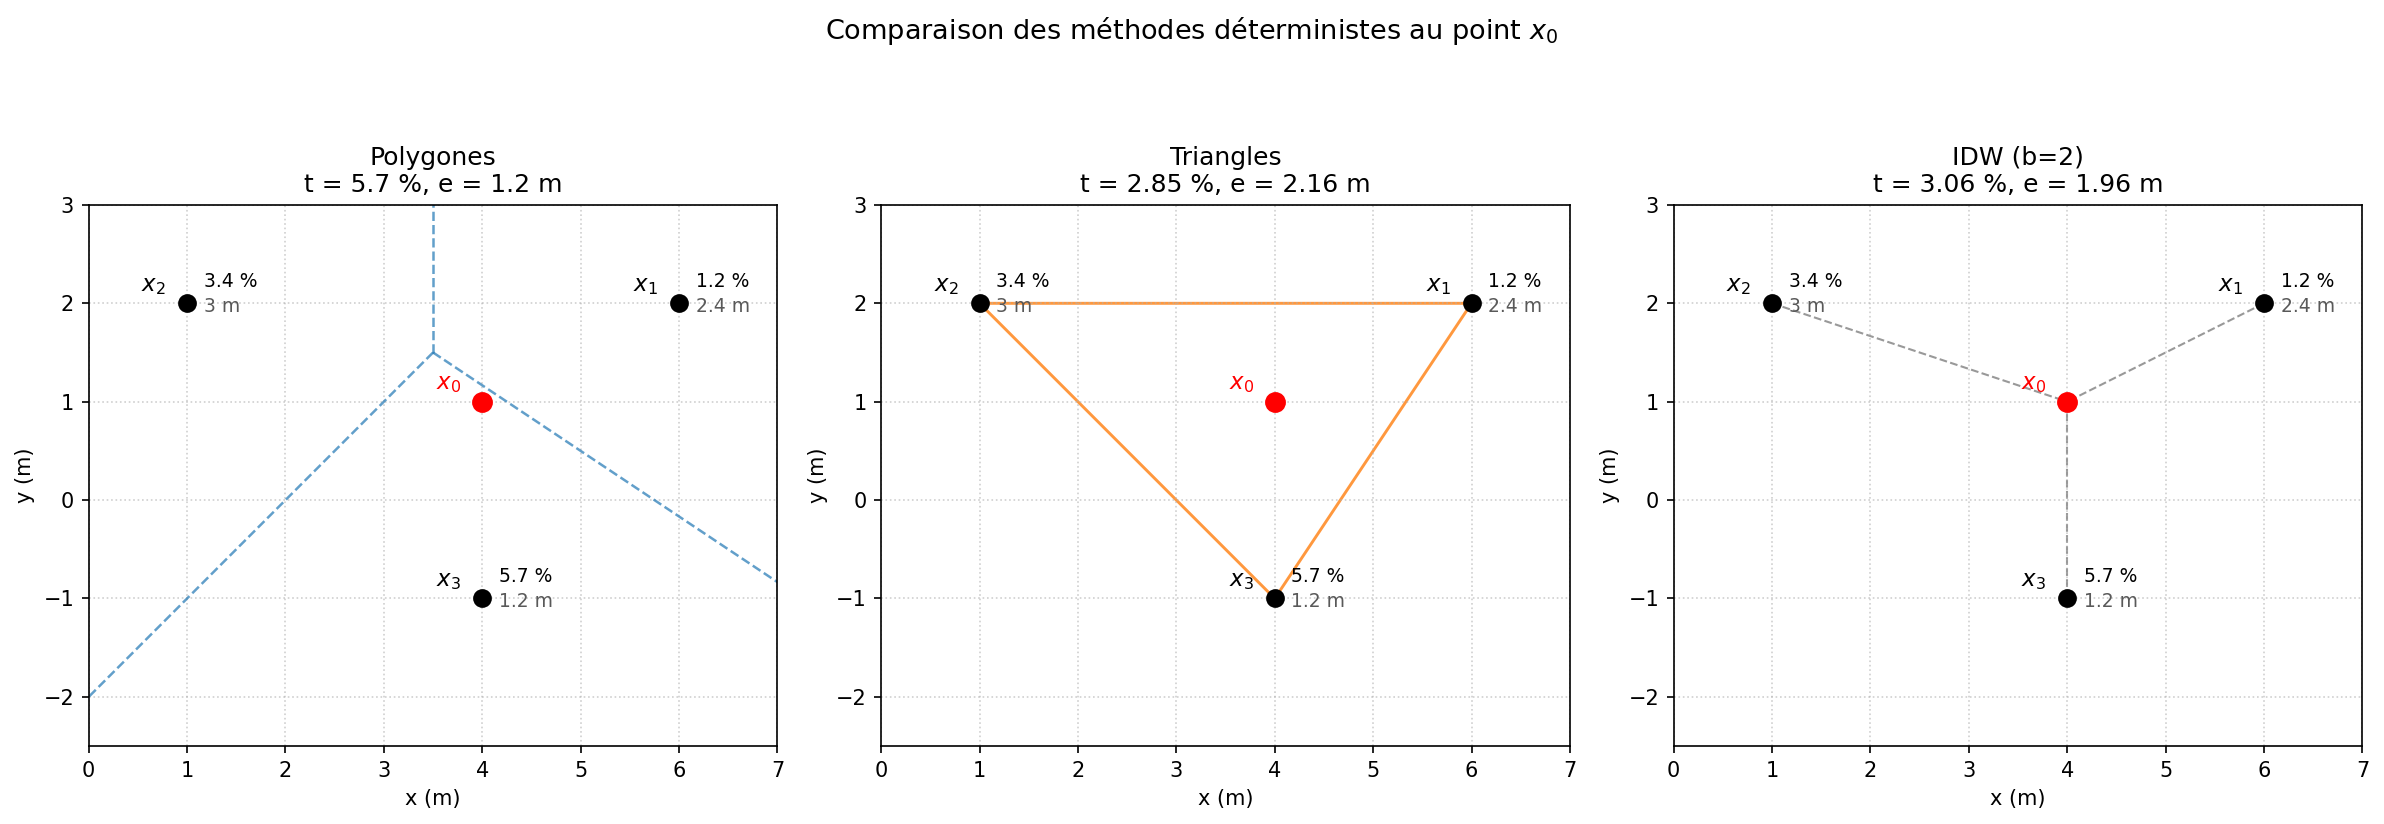 Comparaison des méthodes déterministes au point x₀
Polygones
t = 5.7 %, e = 1.2 m
3
2
1
0
−1
−2
y (m)
x₂
3.4 %
3 m
x₁
1.2 %
2.4 m
x₀
x₃
5.7 %
1.2 m
0 1 2 3 4 5 6 7
x (m)
Triangles
t = 2.85 %, e = 2.16 m
3
2
1
0
−1
−2
y (m)
x₂
3.4 %
3 m
x₁
1.2 %
2.4 m
x₀
x₃
5.7 %
1.2 m
0 1 2 3 4 5 6 7
x (m)
IDW (b=2)
t = 3.06 %, e = 1.96 m
3
2
1
0
−1
−2
y (m)
x₂
3.4 %
3 m
x₁
1.2 %
2.4 m
x₀
x₃
5.7 %
1.2 m
0 1 2 3 4 5 6 7
x (m)